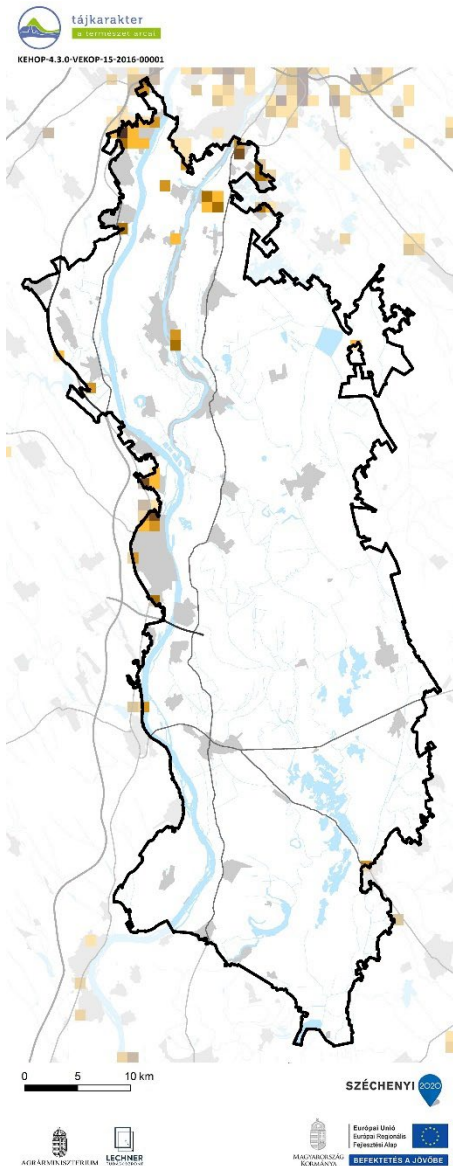 tájkarakter
a természet arcai
KEHOP-4.3.0-VEKOP-15-2016-00001
0 5 10 km
SZÉCHENYI 2020
AGRÁRMINISZTÉRIUM
LECHNER
TUDÁSKÖZPONT
MAGYARORSZÁG
KORMÁNYA
Európai Unió
Európai Regionális
Fejlesztési Alap
BEFEKTETÉS A JÖVŐBE